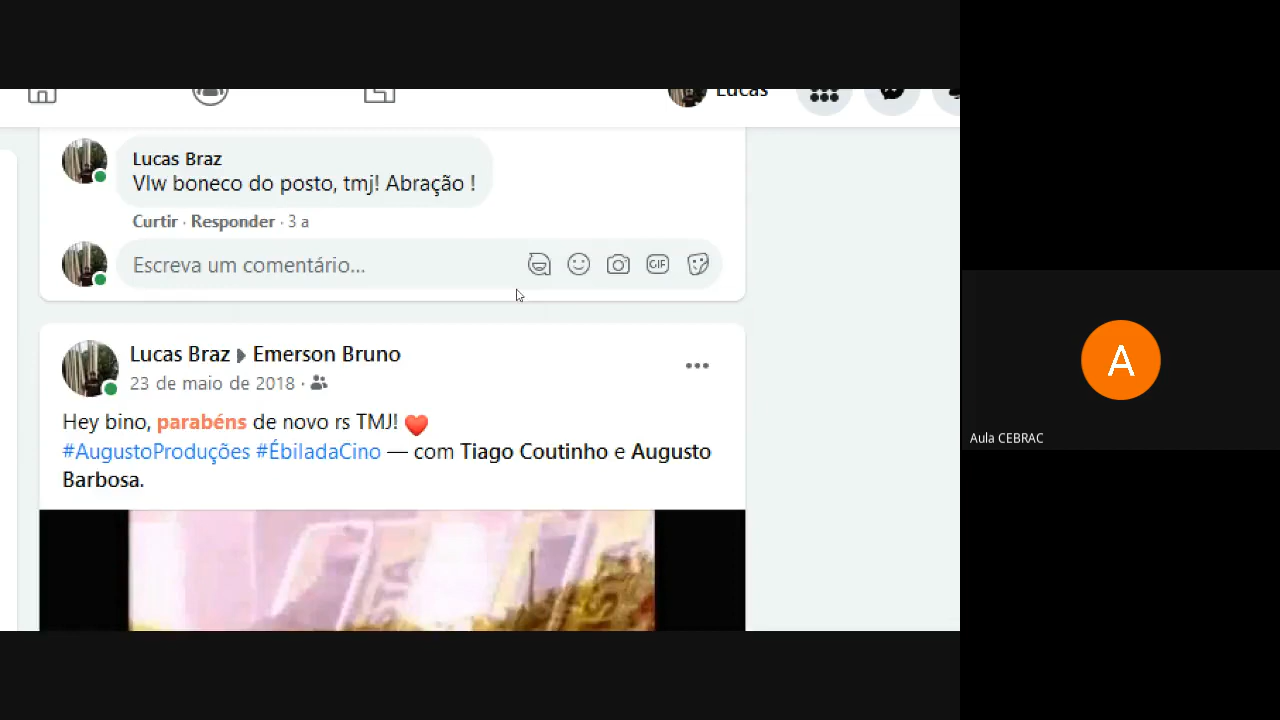 Lucas
Lucas Braz
Vlw boneco do posto, tmj! Abração !
Curtir · Responder · 3 a
Escreva um comentário...
GIF
Lucas Braz Emerson Bruno
23 de maio de 2018 ·
Hey bino, parabéns de novo rs TMJ!
#AugustoProduções #ÉbiladaCino — com Tiago Coutinho e Augusto
Barbosa.
A
Aula CEBRAC